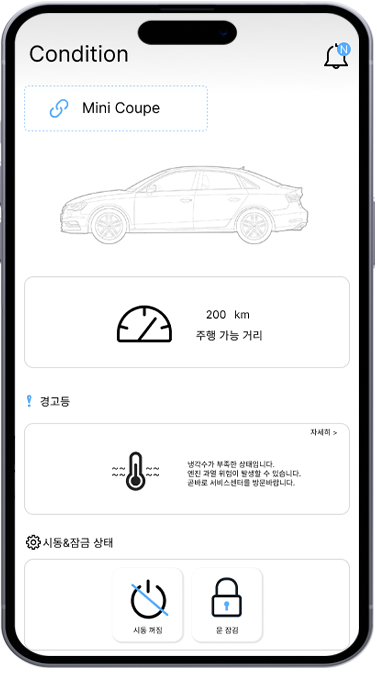 Condition
N
Mini Coupe
200 km
주행 가능 거리
경고등
자세히 >
냉각수가 부족한 상태입니다.
엔진 과열 위험이 발생할 수 있습니다.
곧바로 서비스센터를 방문바랍니다.
시동&잠금 상태
시동 꺼짐
문 잠김